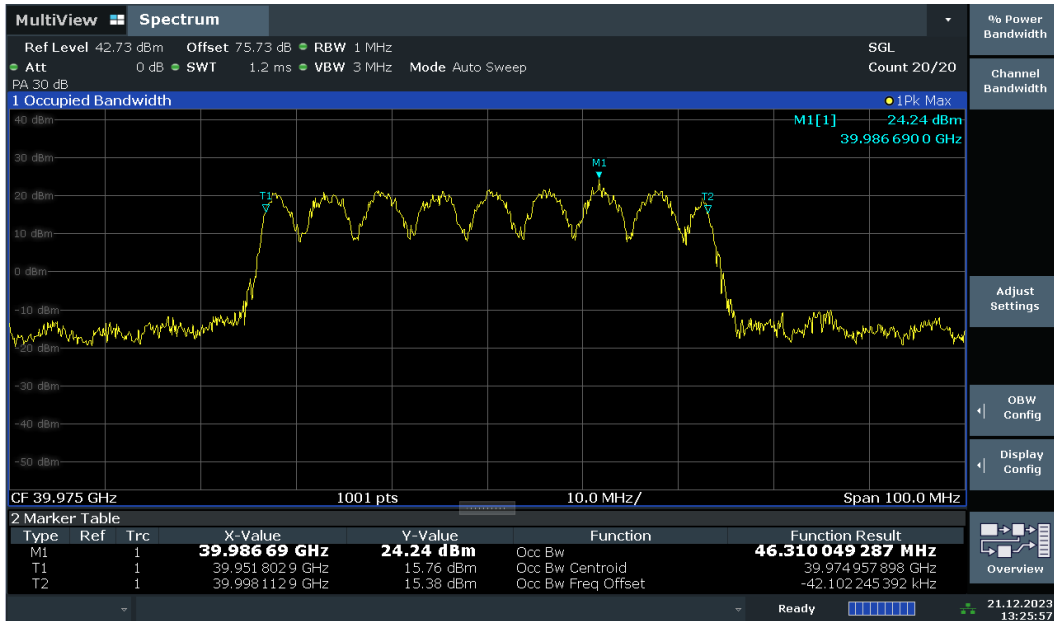 MultiView Spectrum
Ref Level 42.73 dBm Offset 75.73 dB RBW 1 MHz SGL
Att 0 dB SWT 1.2 ms VBW 3 MHz Mode Auto Sweep Count 20/20
PA 30 dB
1 Occupied Bandwidth 1Pk Max
40 dBm
M1[1] 24.24 dBm
39.986 690 0 GHz
30 dBm
M1
20 dBm
T1
T2
10 dBm
0 dBm
-10 dBm
-20 dBm
-30 dBm
-40 dBm
-50 dBm
CF 39.975 GHz 1001 pts 10.0 MHz/ Span 100.0 MHz
2 Marker Table
Type Ref Trc X-Value Y-Value Function Function Result
M1 1 39.986 69 GHz 24.24 dBm Occ Bw 46.310 049 287 MHz
T1 1 39.951 802 9 GHz 15.76 dBm Occ Bw Centroid 39.974 957 898 GHz
T2 1 39.998 112 9 GHz 15.38 dBm Occ Bw Freq Offset -42.102 245 392 kHz
Ready
21.12.2023
13:25:57
% Power
Bandwidth
Channel
Bandwidth
Adjust
Settings
OBW
Config
Display
Config
Overview